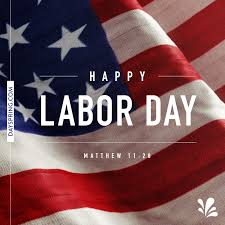 HAPPY
LABOR DAY
MATTHEW 11:28
DAYSPRING.COM